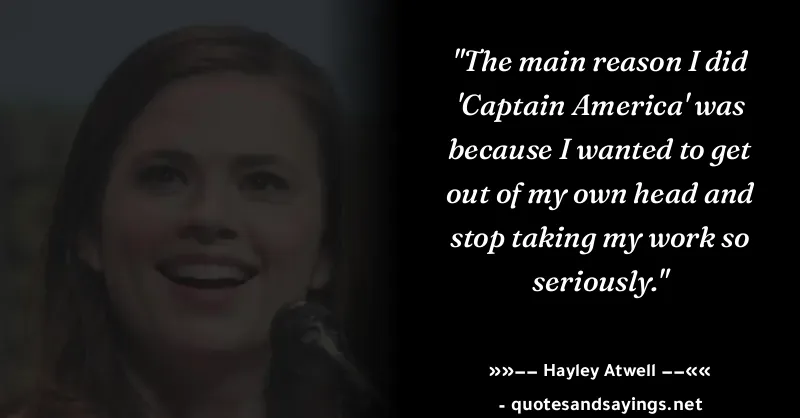 "The main reason I did
'Captain America' was
because I wanted to get
out of my own head and
stop taking my work so
seriously."
»»−− Hayley Atwell −−««
- quotesandsayings.net